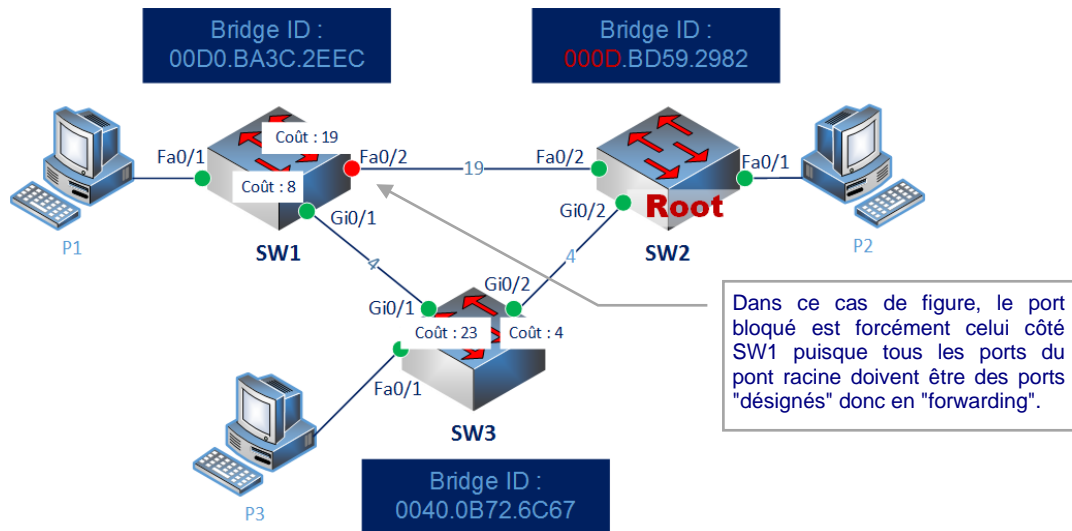 Bridge ID :
00D0.BA3C.2EEC
Bridge ID :
000D.BD59.2982
Coût : 19
Fa0/1
Fa0/2
19
Fa0/2
Fa0/1
Coût : 8
Gi0/1
Gi0/2
Root
P1
SW1
SW2
P2
4
4
Gi0/2
Gi0/1
Coût : 23
Coût : 4
Fa0/1
SW3
P3
Dans ce cas de figure, le port
bloqué est forcément celui côté
SW1 puisque tous les ports du
pont racine doivent être des ports
"désignés" donc en "forwarding".
Bridge ID :
0040.0B72.6C67